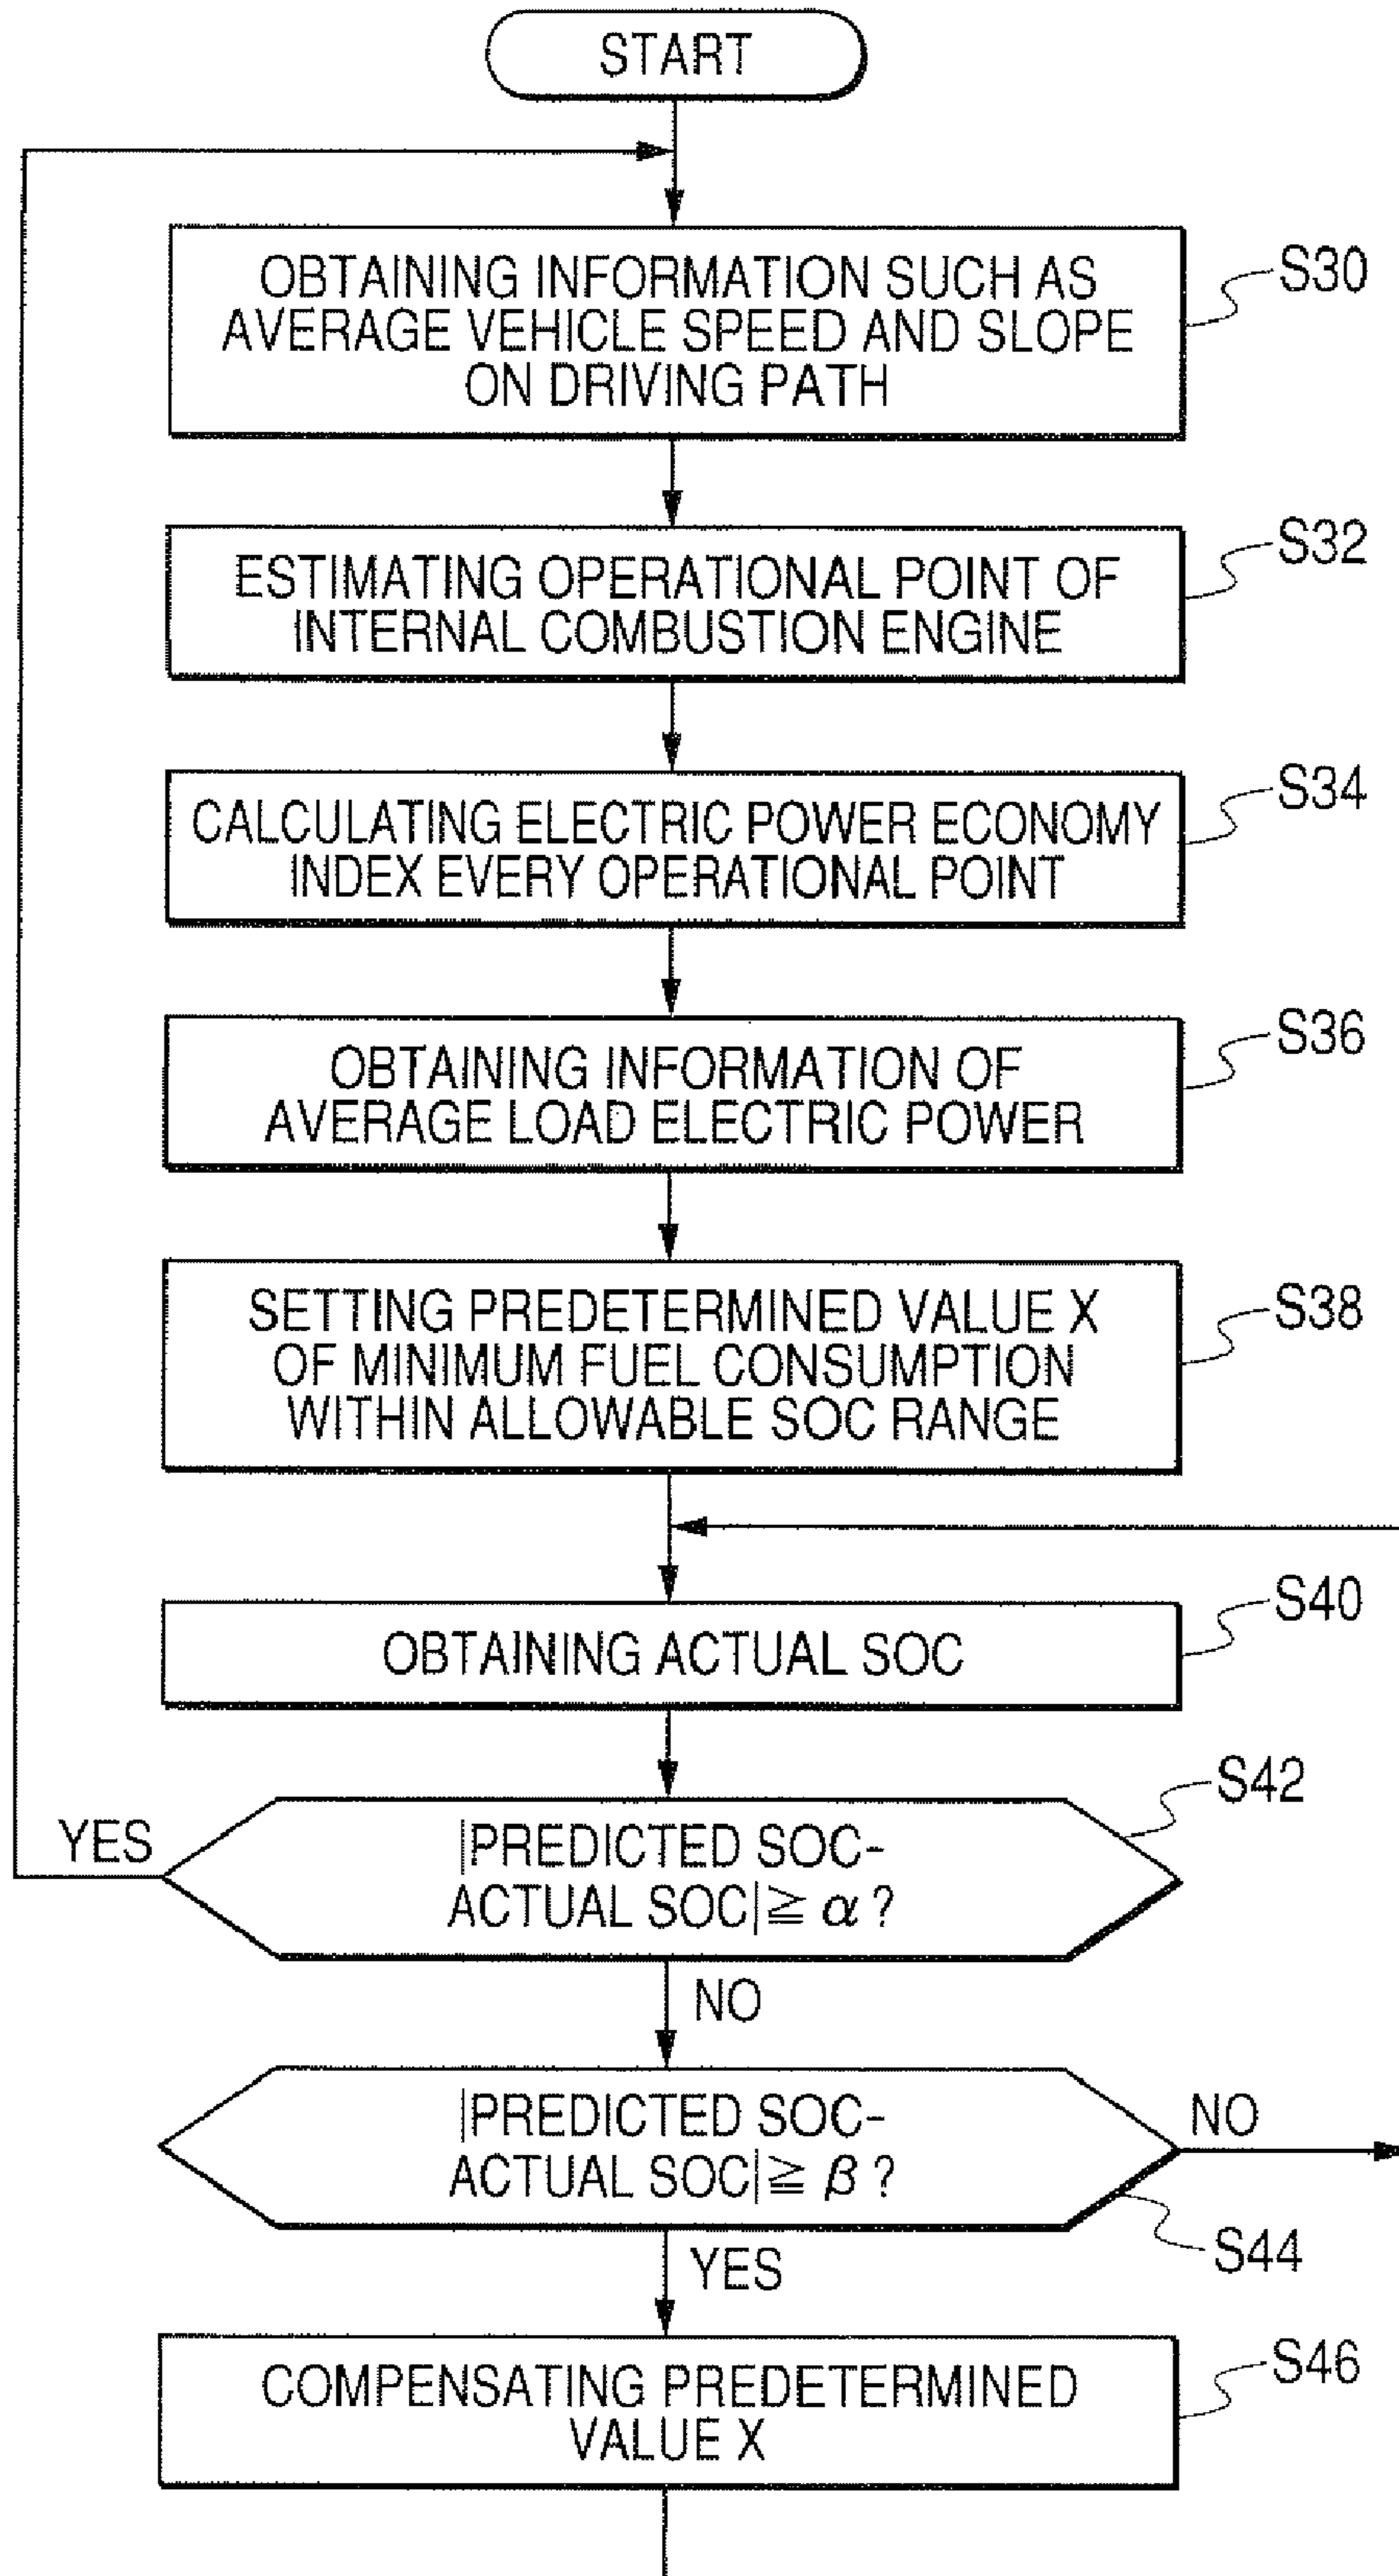 START
OBTAINING INFORMATION SUCH AS
AVERAGE VEHICLE SPEED AND SLOPE
ON DRIVING PATH
S30
ESTIMATING OPERATIONAL POINT OF
INTERNAL COMBUSTION ENGINE
S32
CALCULATING ELECTRIC POWER ECONOMY
INDEX EVERY OPERATIONAL POINT
S34
OBTAINING INFORMATION OF
AVERAGE LOAD ELECTRIC POWER
S36
SETTING PREDETERMINED VALUE X
OF MINIMUM FUEL CONSUMPTION
WITHIN ALLOWABLE SOC RANGE
S38
OBTAINING ACTUAL SOC
S40
|PREDICTED SOC-
ACTUAL SOC|≧ α ?
S42
YES
NO
|PREDICTED SOC-
ACTUAL SOC|≧ β ?
NO
S44
YES
COMPENSATING PREDETERMINED
VALUE X
S46